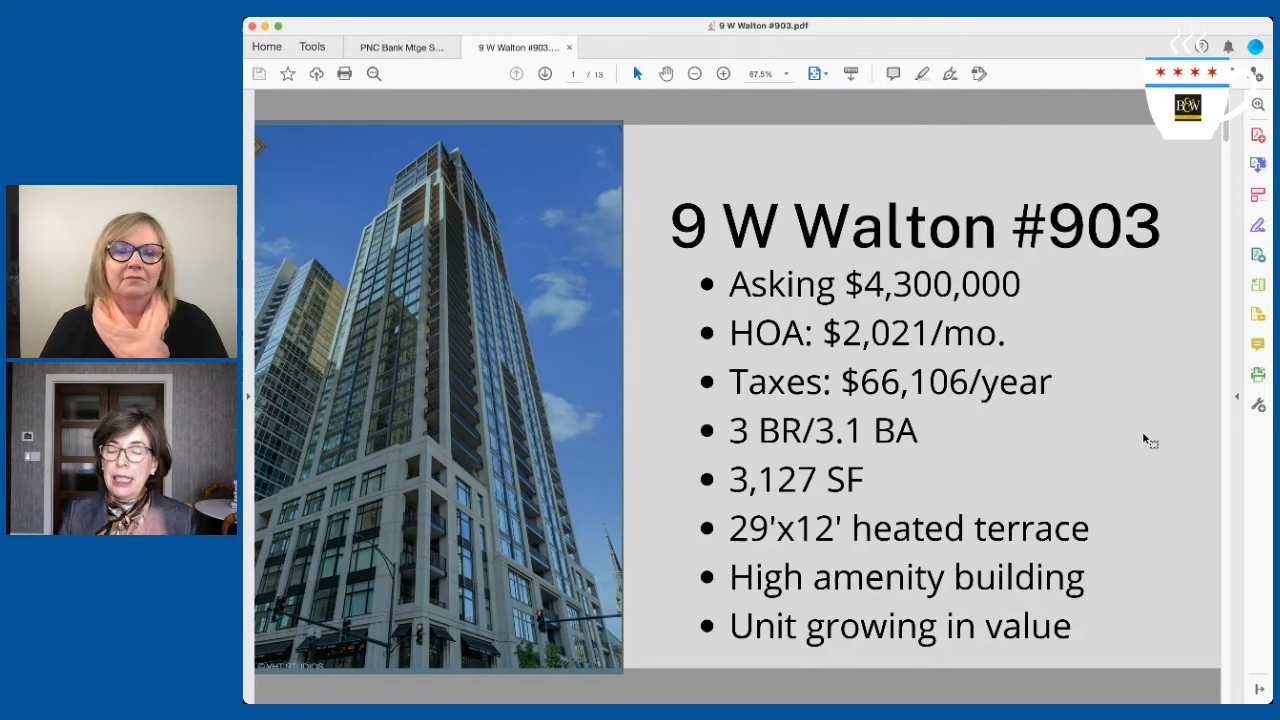 9 W Walton #903.pdf
Home
Tools
PNC Bank Mtge S...
9 W Walton #903....
×
1 / 13
67.5%
B&W
9 W Walton #903
• Asking $4,300,000
• HOA: $2,021/mo.
• Taxes: $66,106/year
• 3 BR/3.1 BA
• 3,127 SF
• 29'x12' heated terrace
• High amenity building
• Unit growing in value
© VHT STUDIOS